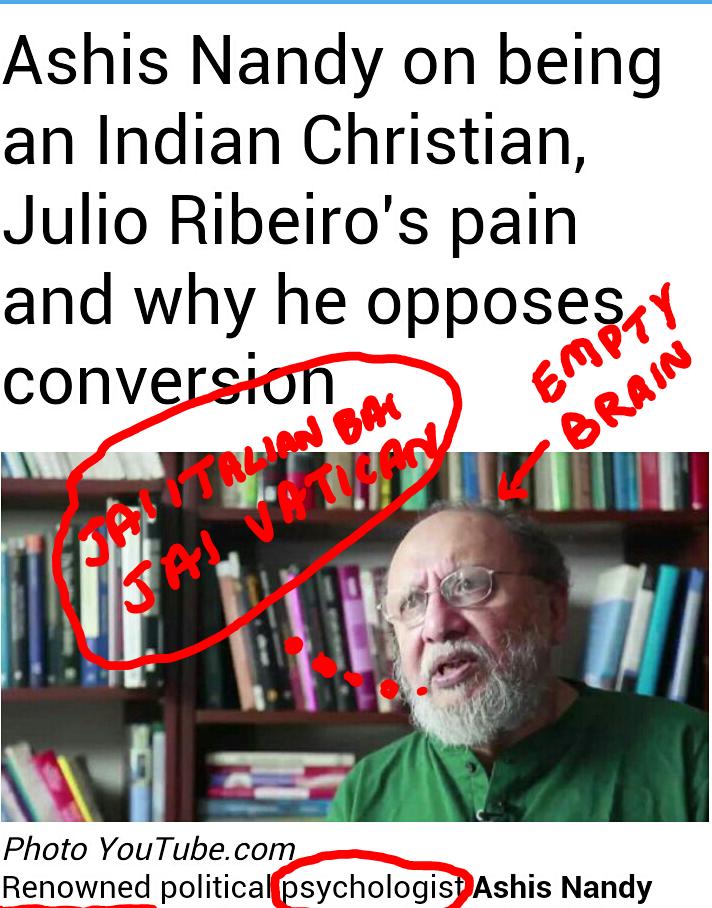 Ashis Nandy on being
an Indian Christian,
Julio Ribeiro's pain
and why he opposes
conversion
EMPTY
BRAIN
JAI ITALIAN BAI
JAI VATICAN
Photo YouTube.com
Renowned political psychologist Ashis Nandy